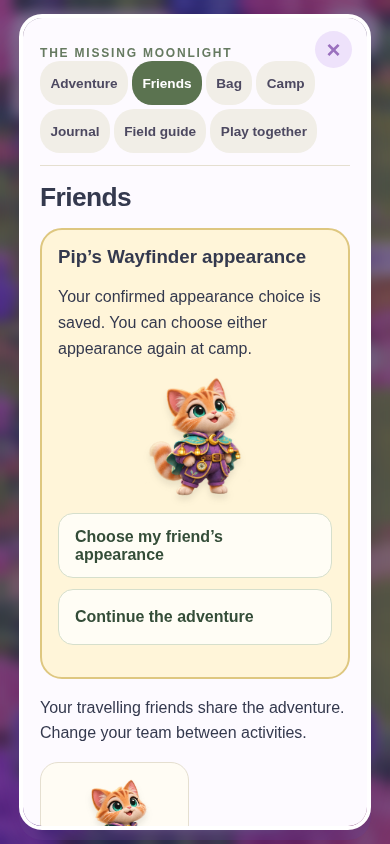 THE MISSING MOONLIGHT
×
Adventure Friends Bag Camp
Journal Field guide Play together
Friends
Pip’s Wayfinder appearance
Your confirmed appearance choice is
saved. You can choose either
appearance again at camp.
Choose my friend’s
appearance
Continue the adventure
Your travelling friends share the adventure.
Change your team between activities.